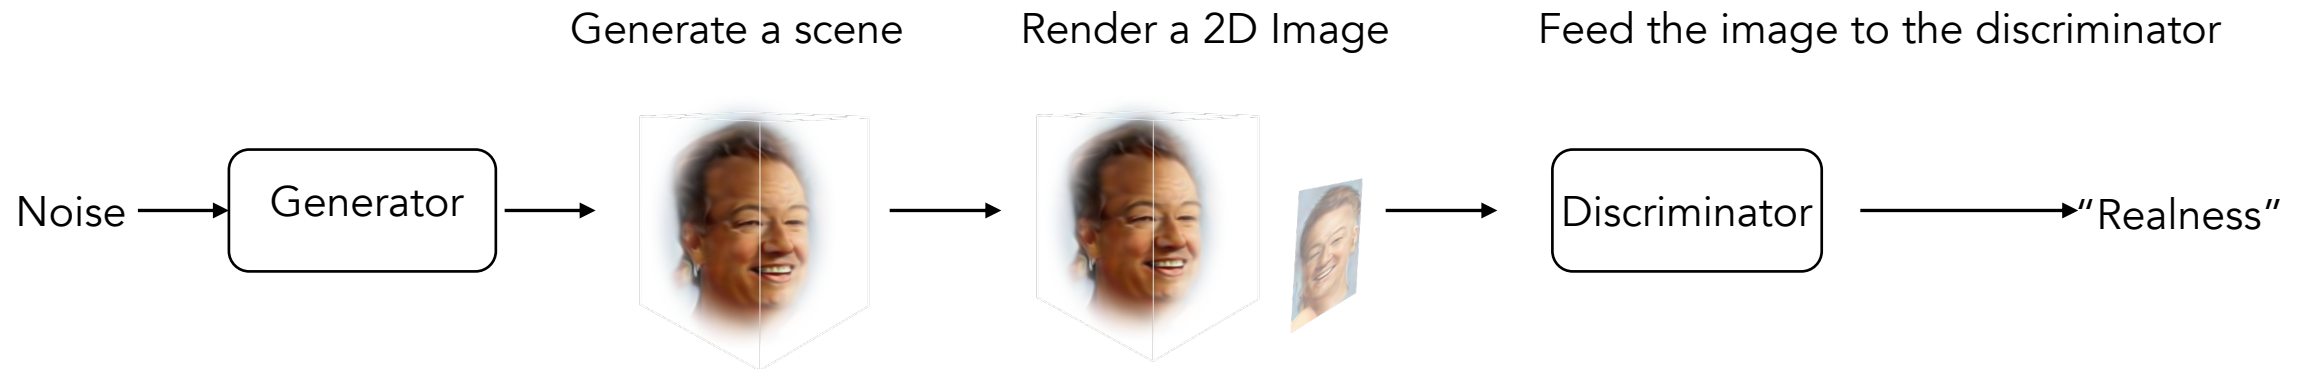 Generate a scene
Render a 2D Image
Feed the image to the discriminator
Noise
Generator
Discriminator
“Realness”